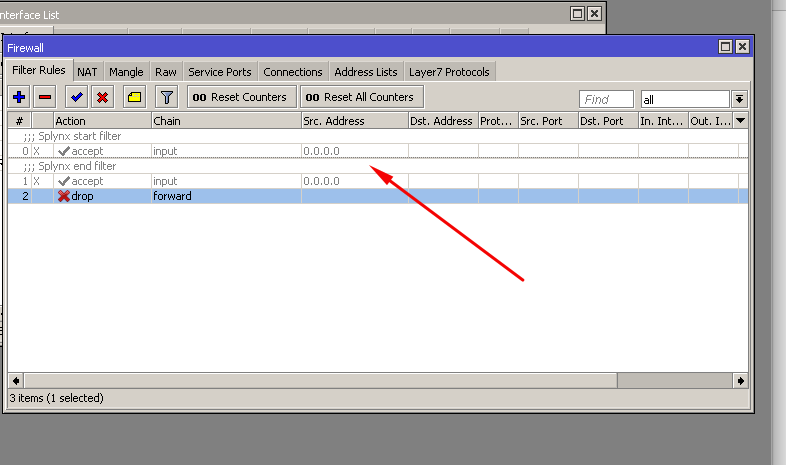 nterface List
Firewall
Filter Rules NAT Mangle Raw Service Ports Connections Address Lists Layer7 Protocols
00 Reset Counters 00 Reset All Counters Find all
# Action Chain Src. Address Dst. Address Prot... Src. Port Dst. Port In. Int... Out. I...
;;; Splynx start filter
0 X accept input 0.0.0.0
;;; Splynx end filter
1 X accept input 0.0.0.0
2 drop forward
3 items (1 selected)